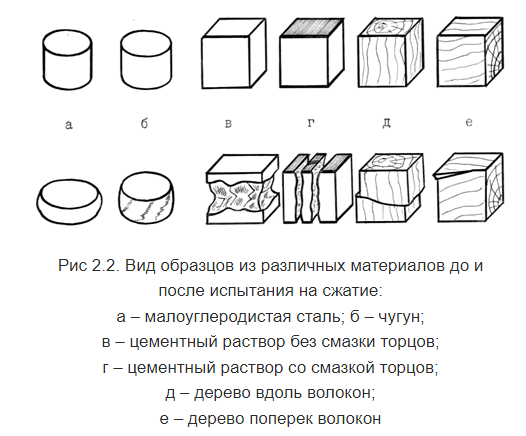 а б в г д е
Рис 2.2. Вид образцов из различных материалов до и
после испытания на сжатие:
а – малоуглеродистая сталь; б – чугун;
в – цементный раствор без смазки торцов;
г – цементный раствор со смазкой торцов;
д – дерево вдоль волокон;
е – дерево поперек волокон